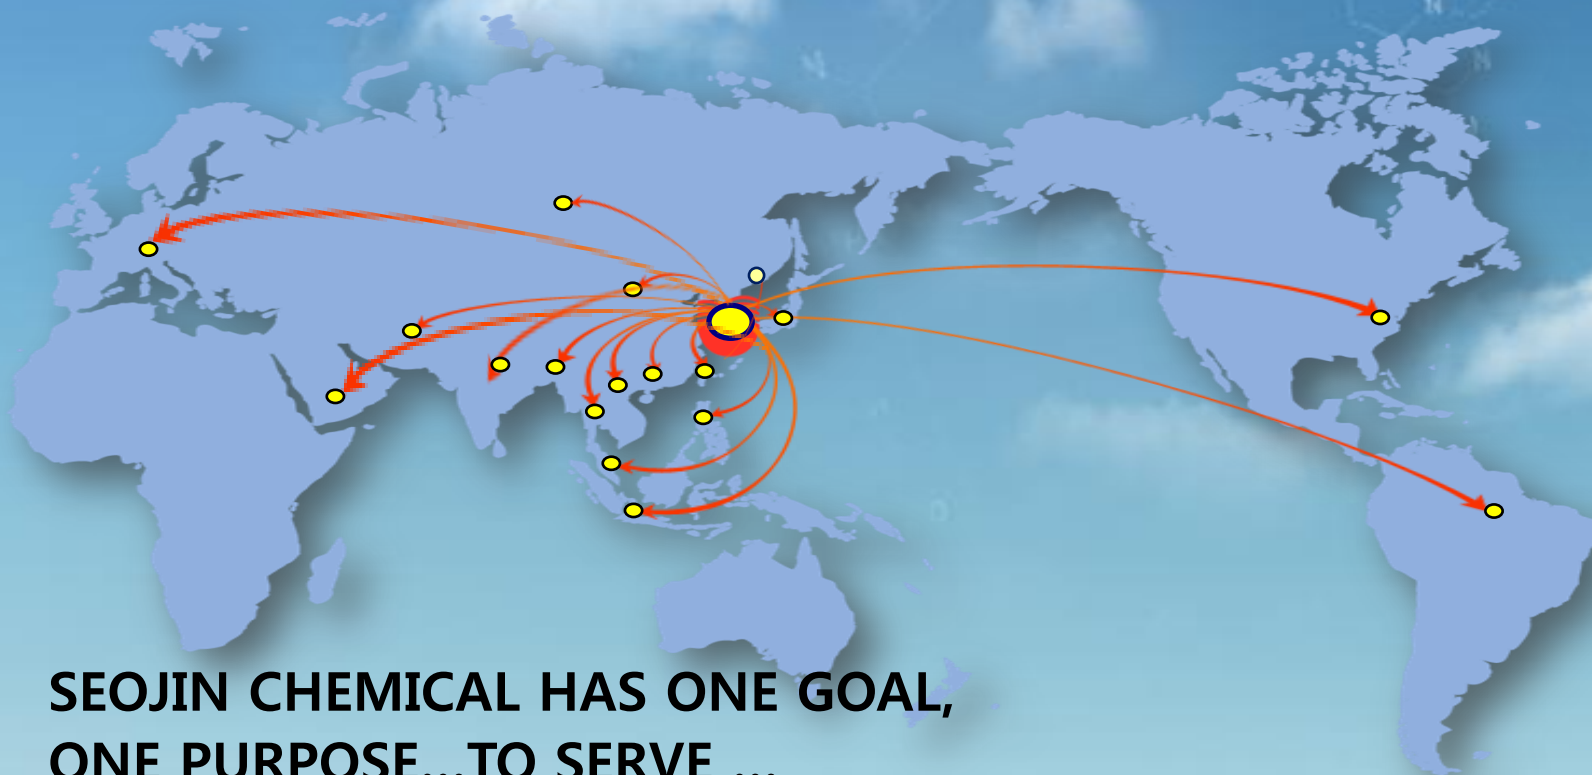 SEOJIN CHEMICAL HAS ONE GOAL,
ONE PURPOSE...TO SERVE ...